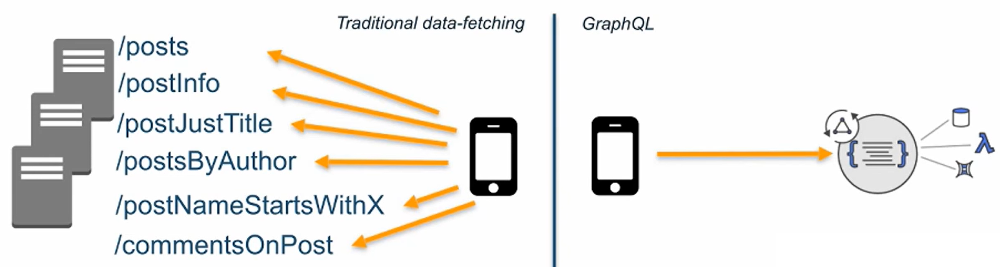 Traditional data-fetching
GraphQL
/posts
/postInfo
/postJustTitle
/postsByAuthor
/postNameStartsWithX
/commentsOnPost
{ }
λ